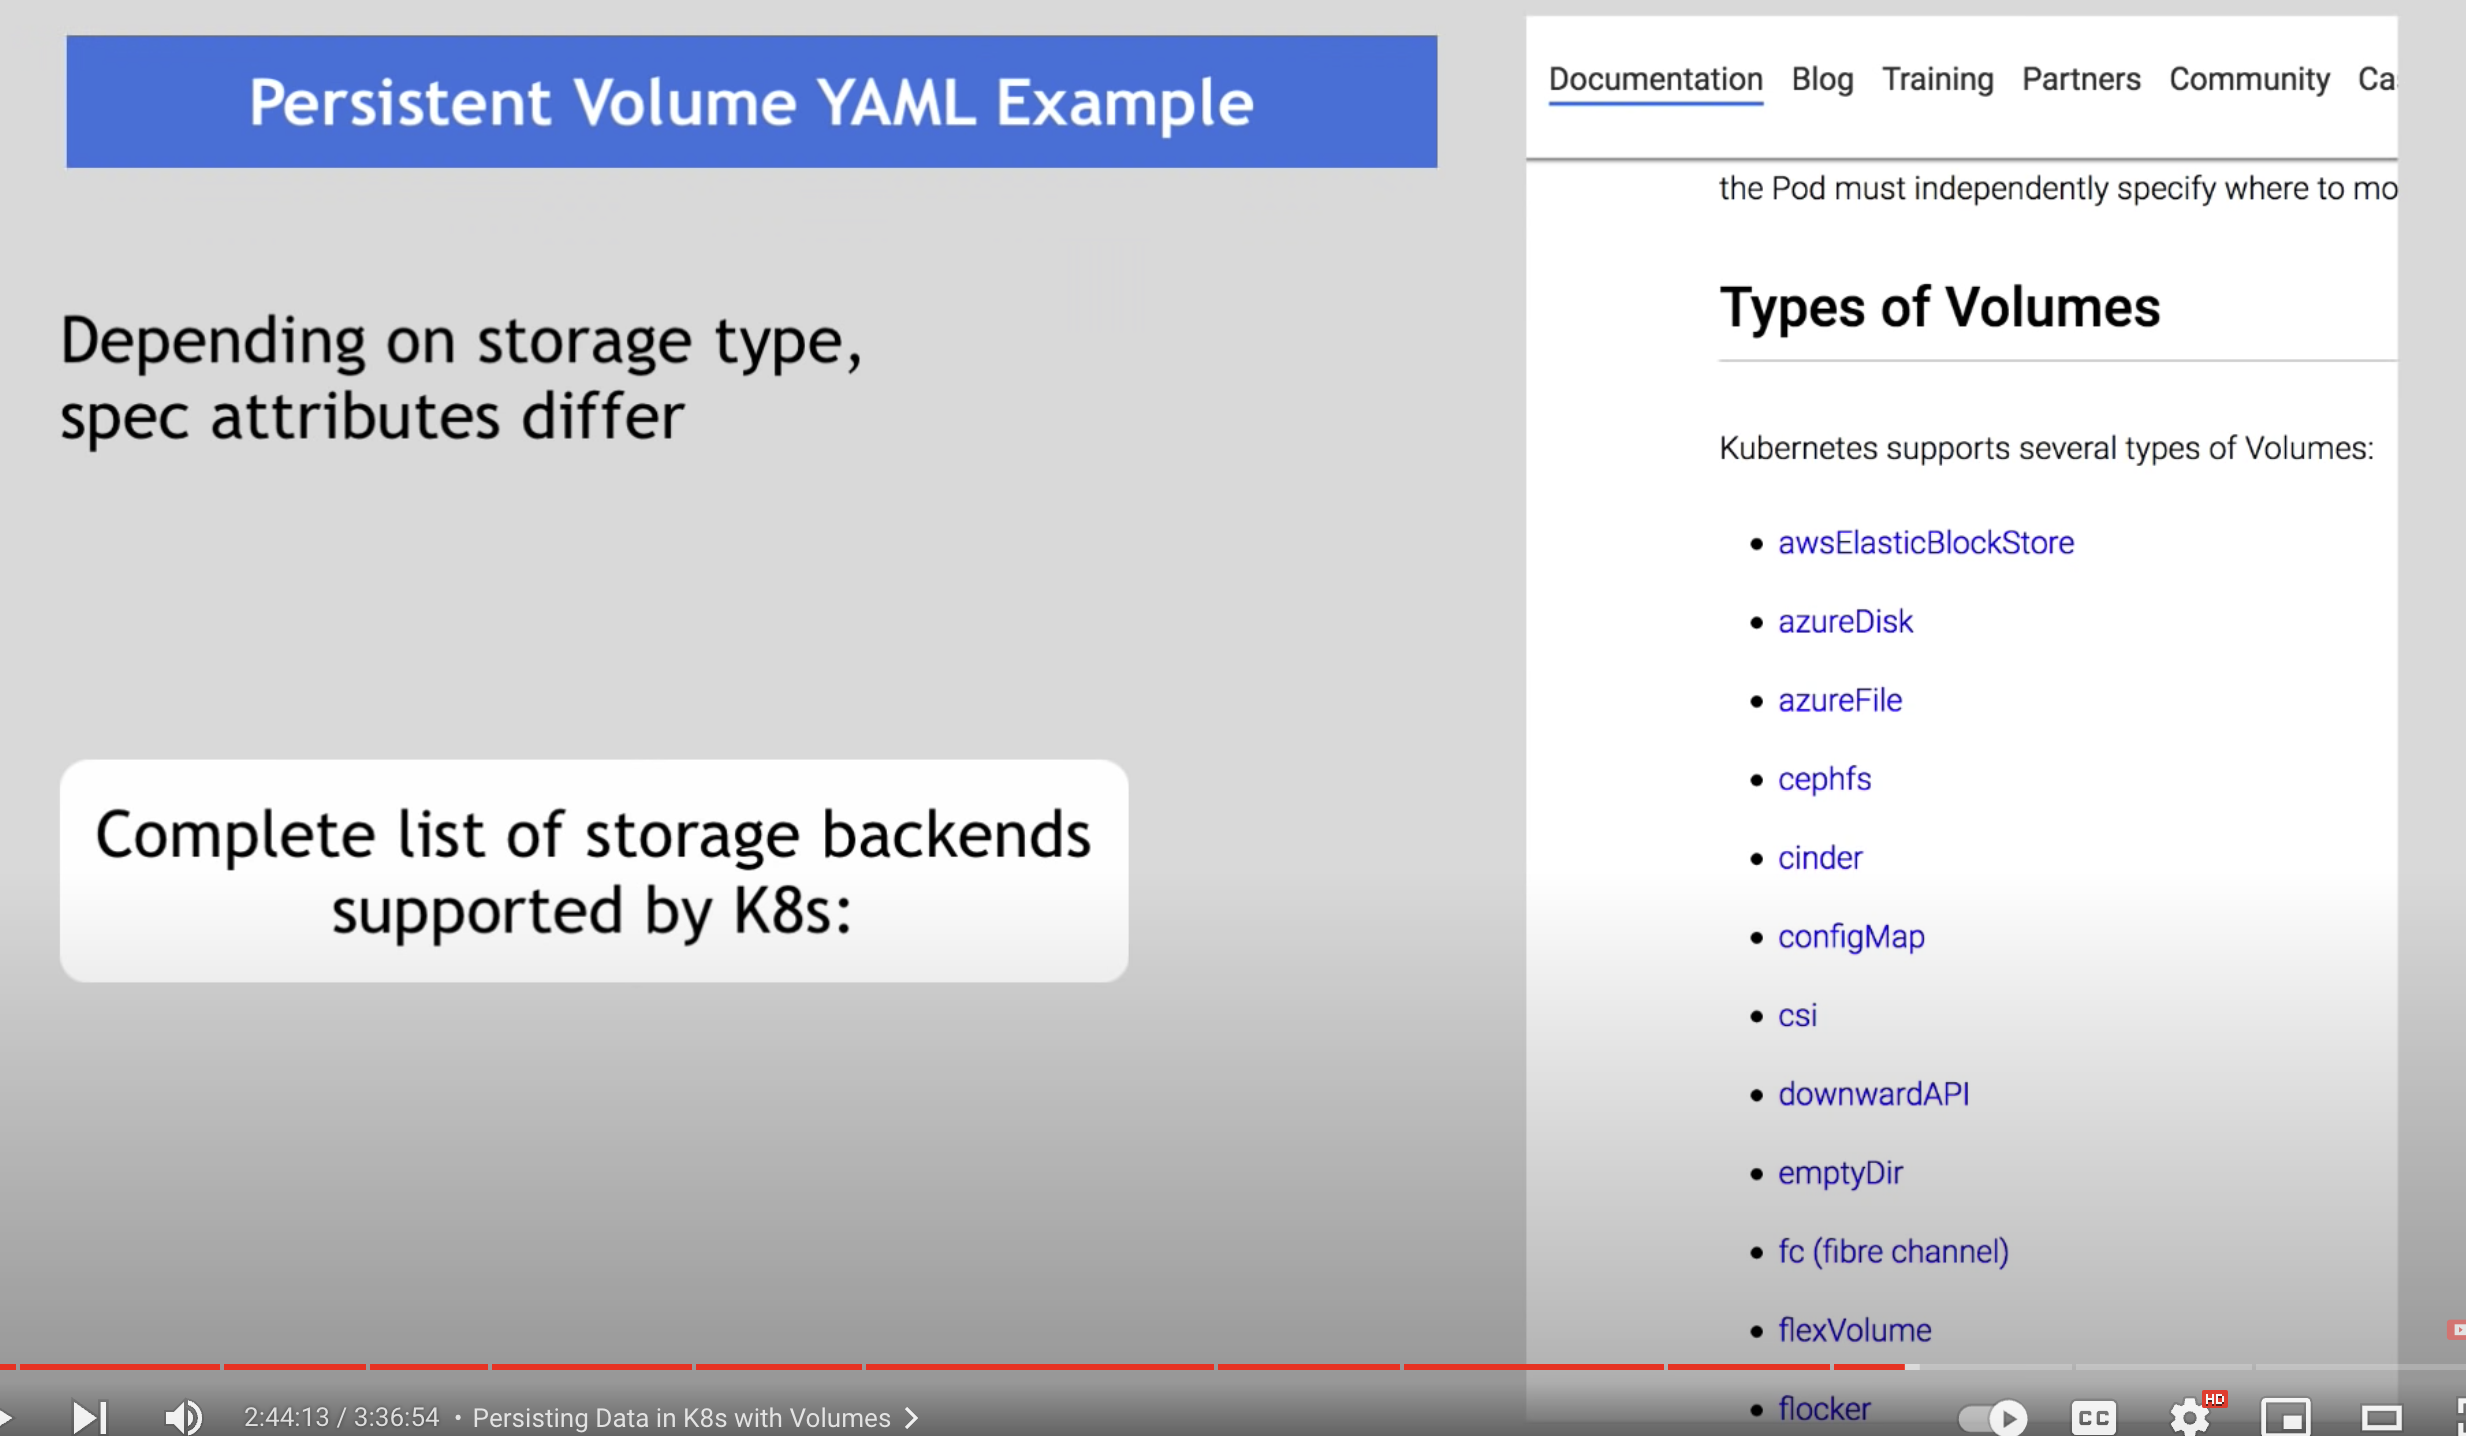 Persistent Volume YAML Example
Depending on storage type,
spec attributes differ
Complete list of storage backends
supported by K8s:
Documentation Blog Training Partners Community Ca
the Pod must independently specify where to mo
Types of Volumes
Kubernetes supports several types of Volumes:
• awsElasticBlockStore
• azureDisk
• azureFile
• cephfs
• cinder
• configMap
• csi
• downwardAPI
• emptyDir
• fc (fibre channel)
• flexVolume
• flocker
2:44:13 / 3:36:54 • Persisting Data in K8s with Volumes
CC
HD